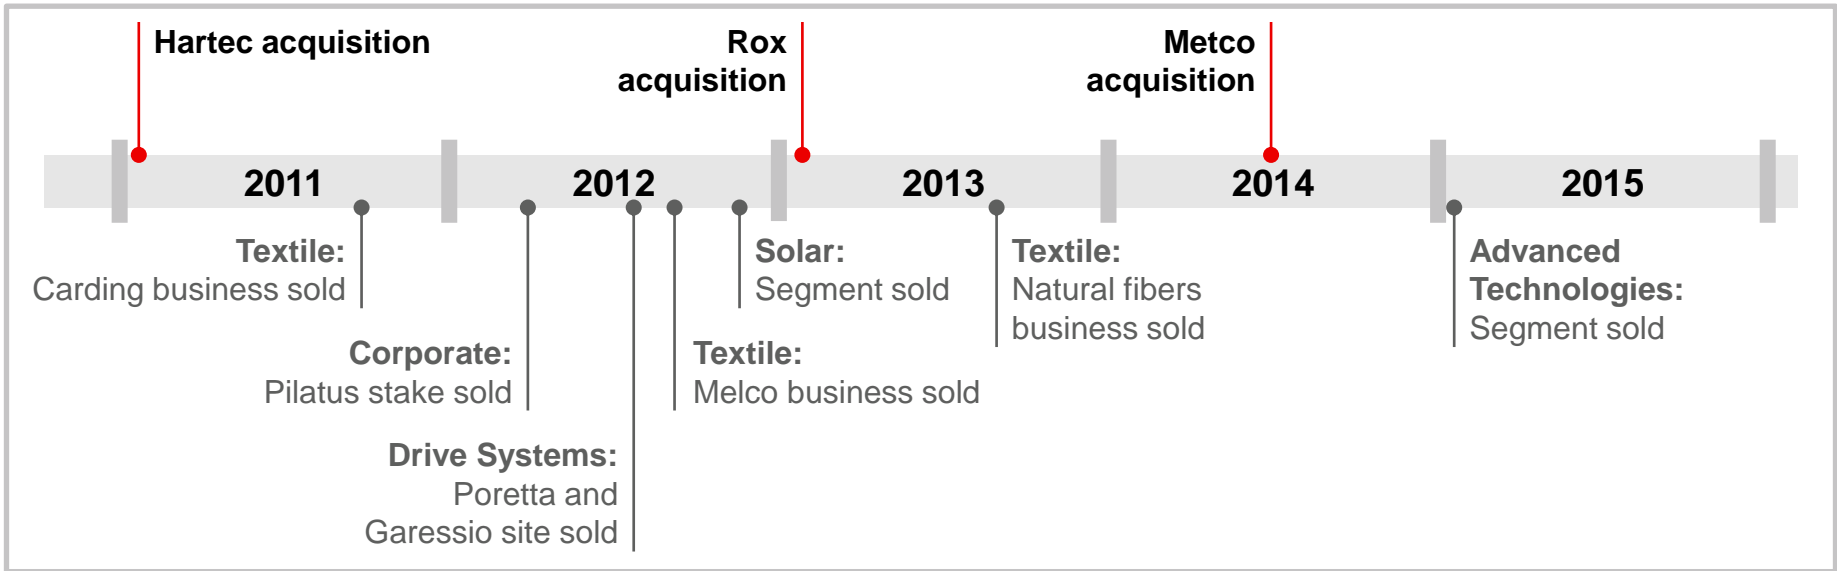 Hartec acquisition
Rox
acquisition
Metco
acquisition
2011
2012
2013
2014
2015
Textile:
Carding business sold
Corporate:
Pilatus stake sold
Drive Systems:
Poretta and
Garessio site sold
Textile:
Melco business sold
Solar:
Segment sold
Textile:
Natural fibers
business sold
Advanced
Technologies:
Segment sold